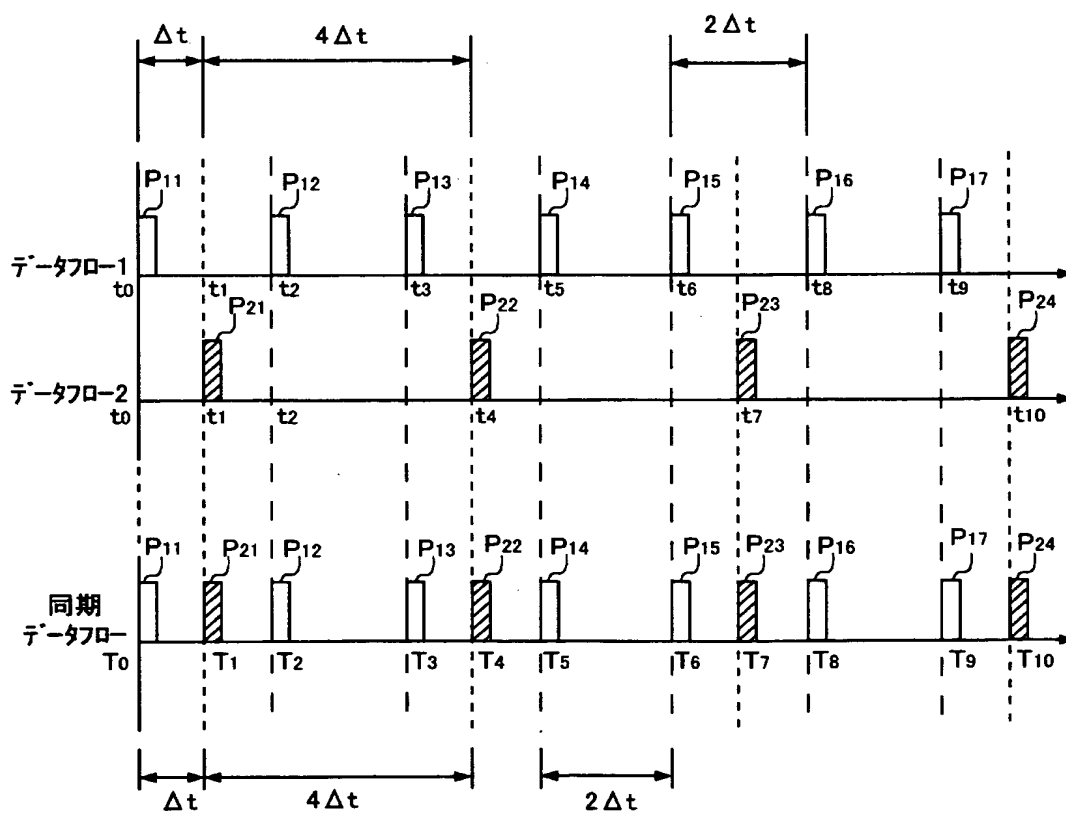 Δt 4Δt 2Δt
P11 P12 P13 P14 P15 P16 P17
データフロー1
t0 t1 t2 t3 t5 t6 t8 t9
P21 P22 P23 P24
データフロー2
t0 t1 t2 t4 t7 t10
P11 P21 P12 P13 P22 P14 P15 P23 P16 P17 P24
同期
データフロー
T0 T1 T2 T3 T4 T5 T6 T7 T8 T9 T10
Δt 4Δt 2Δt